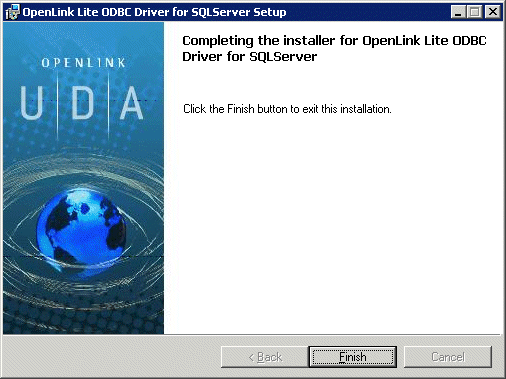 OpenLink Lite ODBC Driver for SQLServer Setup
OPENLINK
UDA
Completing the installer for OpenLink Lite ODBC
Driver for SQLServer
Click the Finish button to exit this installation.
< Back
Finish
Cancel